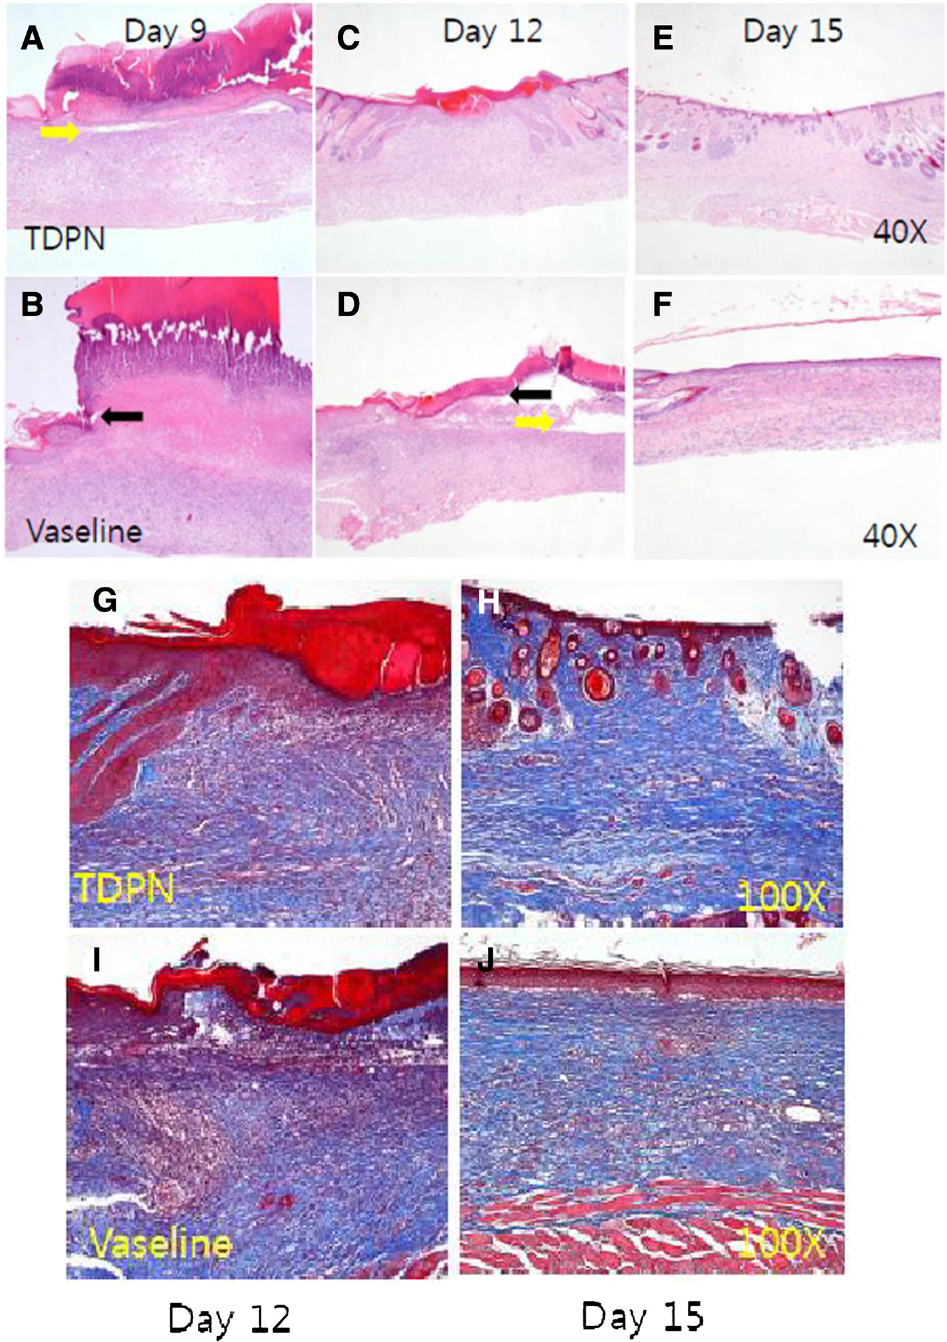 A Day 9
C Day 12
E Day 15
TDPN
40X
B
D
F
Vaseline
40X
G
H
TDPN
100X
I
J
Vaseline
100X
Day 12
Day 15